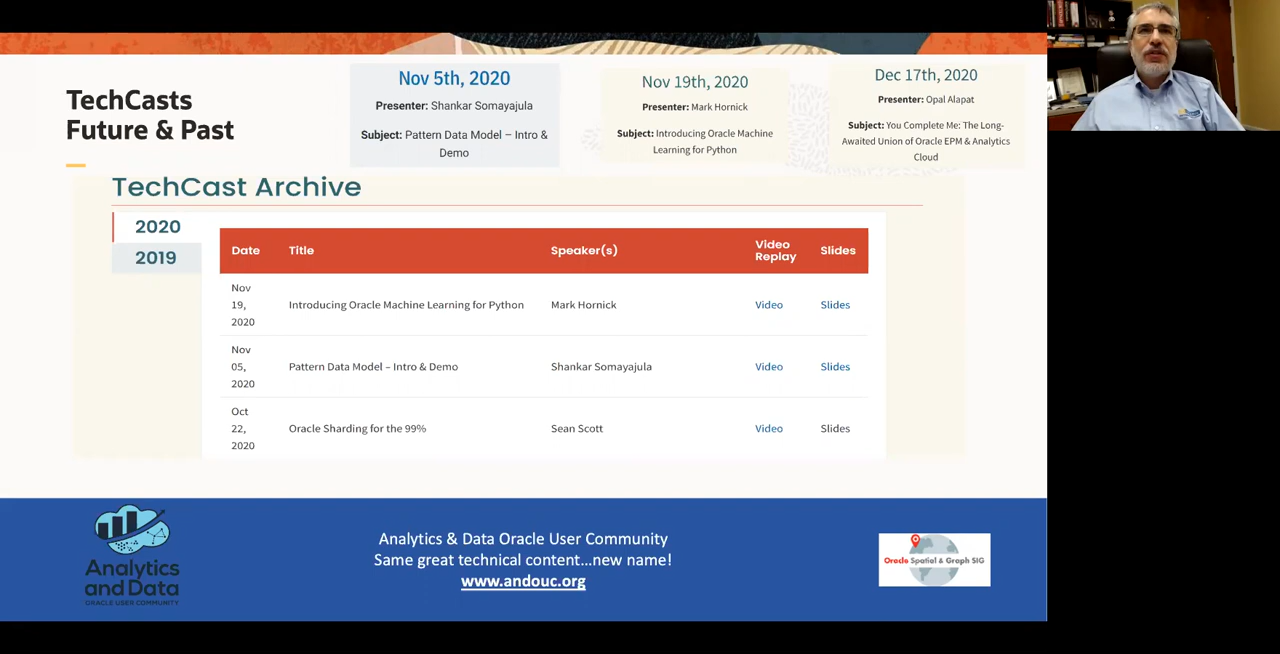 TechCasts
Future & Past
Nov 5th, 2020
Presenter: Shankar Somayajula
Subject: Pattern Data Model – Intro &
Demo
Nov 19th, 2020
Presenter: Mark Hornick
Subject: Introducing Oracle Machine
Learning for Python
Dec 17th, 2020
Presenter: Opal Alapat
Subject: You Complete Me: The Long-
Awaited Union of Oracle EPM & Analytics
Cloud
TechCast Archive
2020
2019
Date Title Speaker(s) Video Replay Slides
Nov
19,
2020
Introducing Oracle Machine Learning for Python Mark Hornick Video Slides
Nov
05,
2020
Pattern Data Model – Intro & Demo Shankar Somayajula Video Slides
Oct
22,
2020
Oracle Sharding for the 99% Sean Scott Video Slides
Analytics
and Data
ORACLE USER COMMUNITY
Analytics & Data Oracle User Community
Same great technical content...new name!
www.andouc.org
Oracle Spatial & Graph SIG